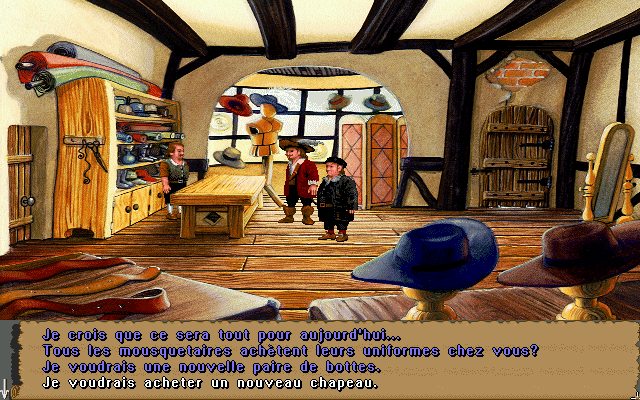 Je crois que ce sera tout pour aujourd'hui...
Tous les mousquetaires achètent leurs uniformes chez vous?
Je voudrais une nouvelle paire de bottes.
Je voudrais acheter un nouveau chapeau.